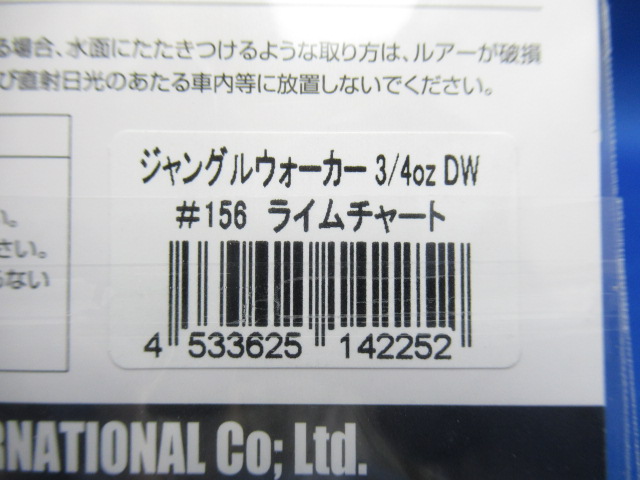 る場合、水面にたたきつけるような取り方は、ルアーが破損
び直射日光のあたる車内等に放置しないでください。
い。
さい。
らない
ジャングルウォーカー 3/4oz DW
#156 ライムチャート
4 533625 142252
RNATIONAL Co; Ltd.